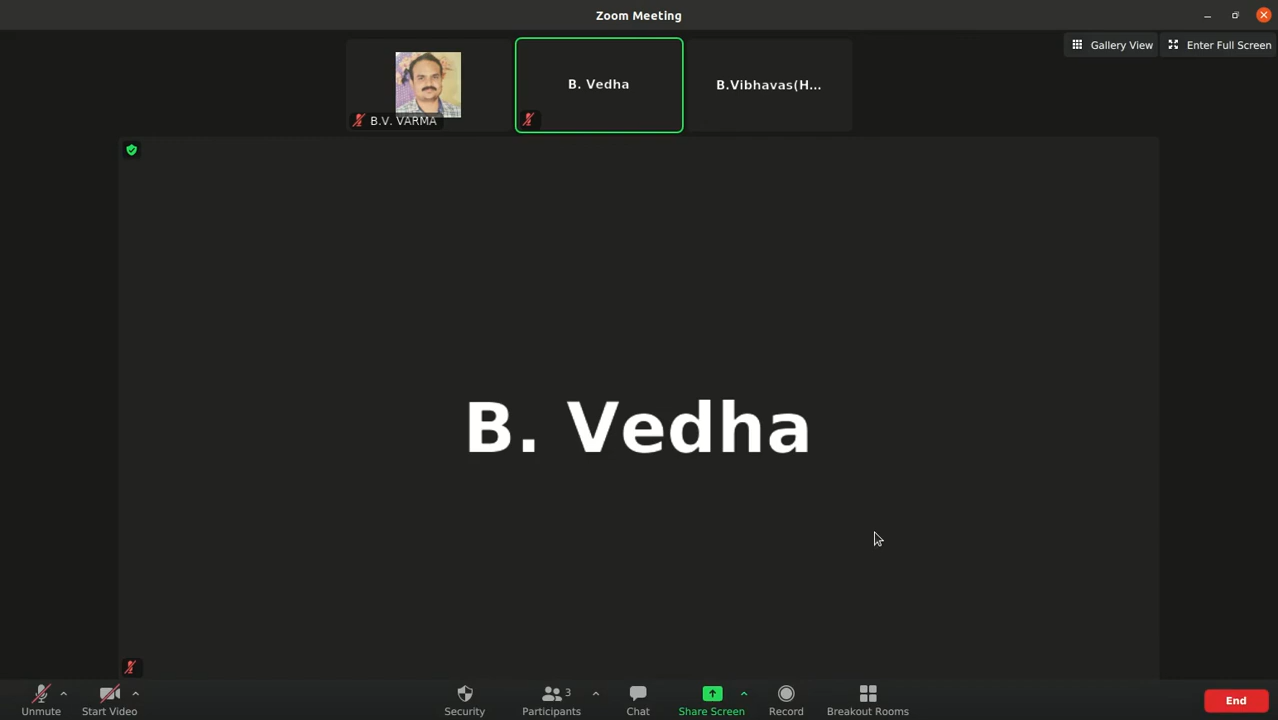 Zoom Meeting
Gallery View
Enter Full Screen
B.V. VARMA
B. Vedha
B.Vibhavas(H...
B. Vedha
Unmute
Start Video
Security
Participants
3
Chat
Share Screen
Record
Breakout Rooms
End